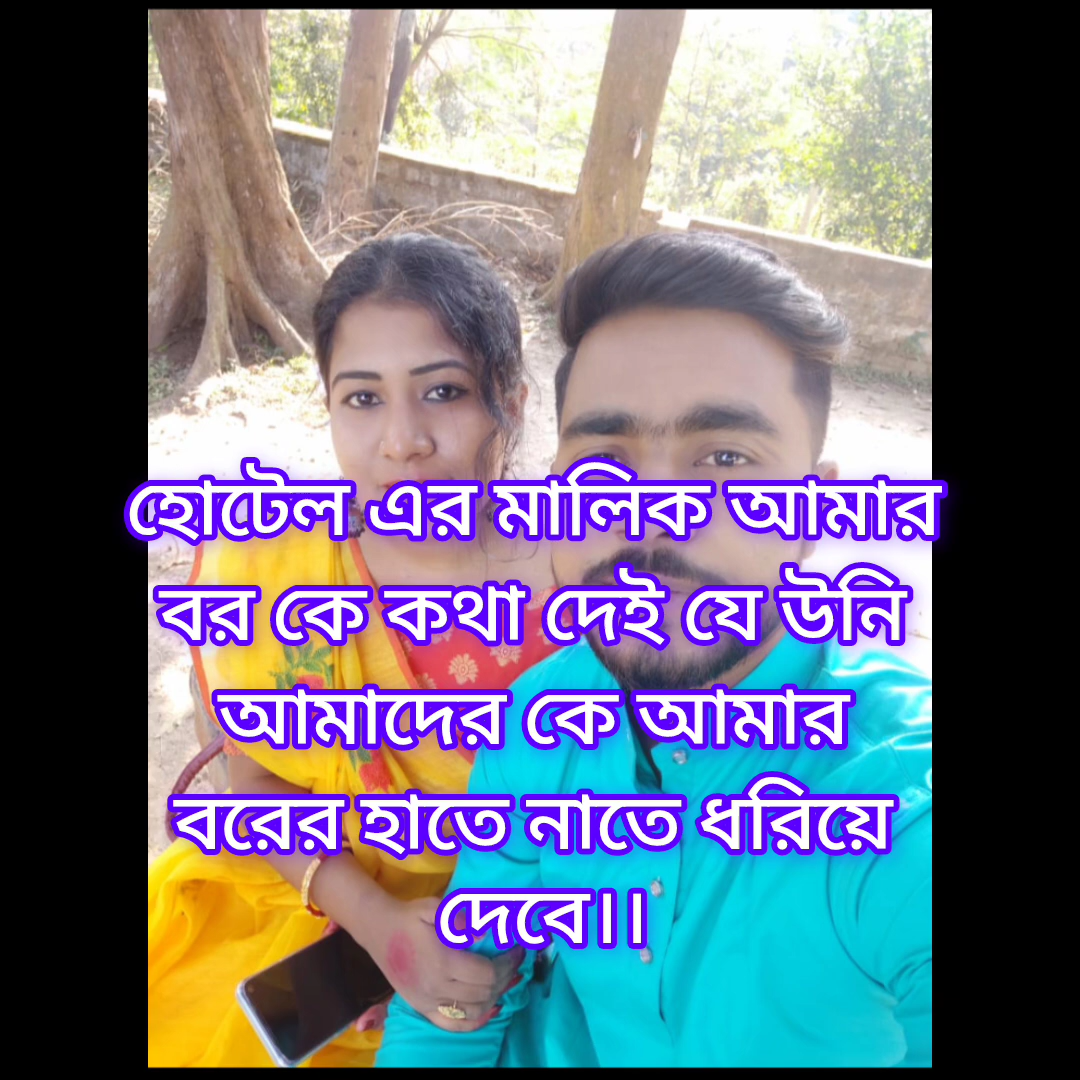 হোটেল এর মালিক আমার
বর কে কথা দেই যে উনি
আমাদের কে আমার
বরের হাতে নাতে ধরিয়ে
দেবে।।